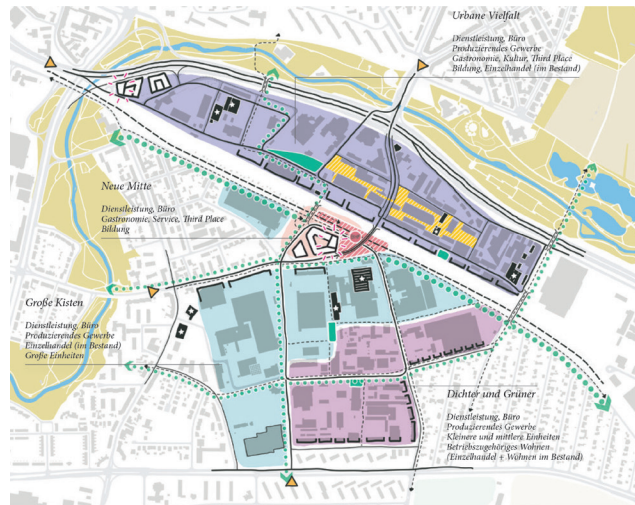 Urbane Vielfalt
Dienstleistung, Büro
Produzierendes Gewerbe
Gastronomie, Kultur, Third Place
Bildung, Einzelhandel (im Bestand)
Neue Mitte
Dienstleistung, Büro
Gastronomie, Service, Third Place
Bildung
Große Kisten
Dienstleistung, Büro
Produzierendes Gewerbe
Einzelhandel (im Bestand)
Große Einheiten
Dichter und Grüner
Dienstleistung, Büro
Produzierendes Gewerbe
Kleinere und mittlere Einheiten
Betriebszugehöriges Wohnen
(Einzelhandel + Wohnen im Bestand)